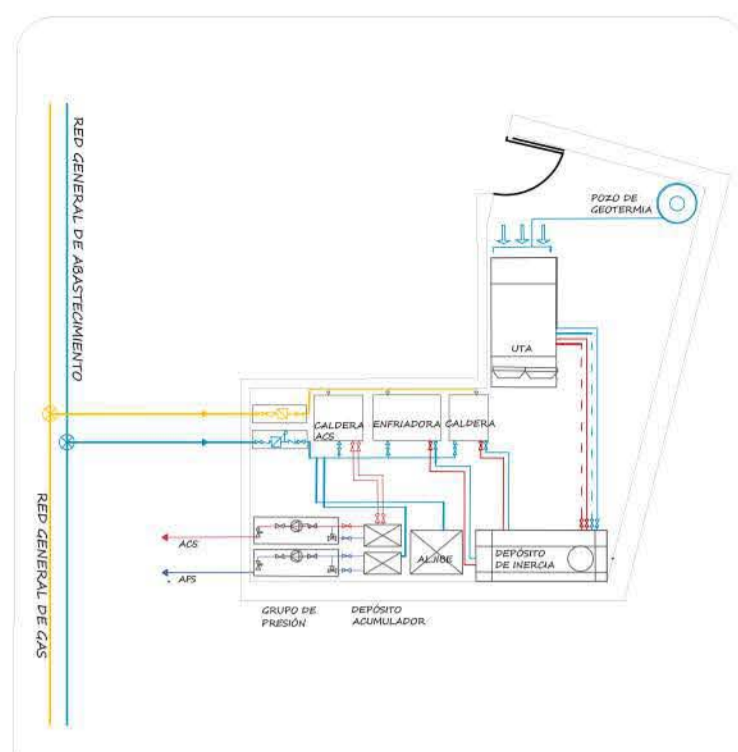 RED GENERAL DE ABASTECIMIENTO
POZO DE
GEOTERMIA
UTA
CALDERA
ACS
ENFRIADORA
CALDERA
RED GENERAL DE GAS
ACS
AFS
ALJIBE
DEPÓSITO
DE INERCIA
GRUPO DE
PRESIÓN
DEPÓSITO
ACUMULADOR